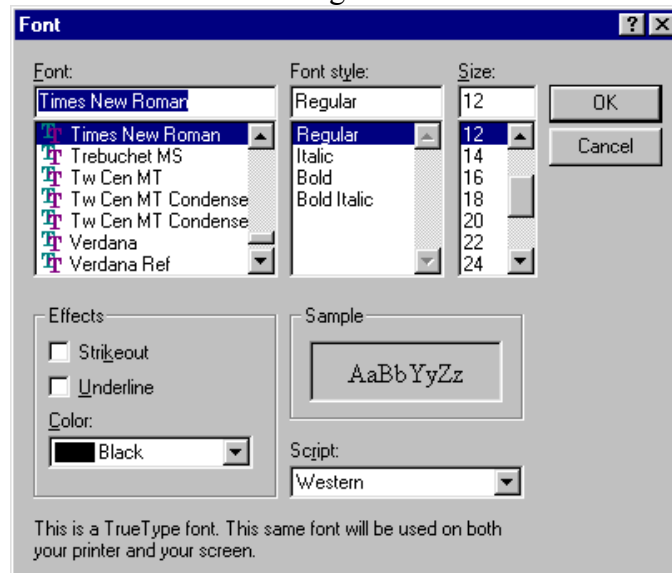 Font
Font:
Times New Roman
Times New Roman
Trebuchet MS
Tw Cen MT
Tw Cen MT Condense
Tw Cen MT Condense
Verdana
Verdana Ref
Font style:
Regular
Regular
Italic
Bold
Bold Italic
Size:
12
12
14
16
18
20
22
24
OK
Cancel
Effects
Strikeout
Underline
Color:
Black
Sample
AaBbYyZz
Script:
Western
This is a TrueType font. This same font will be used on both
your printer and your screen.